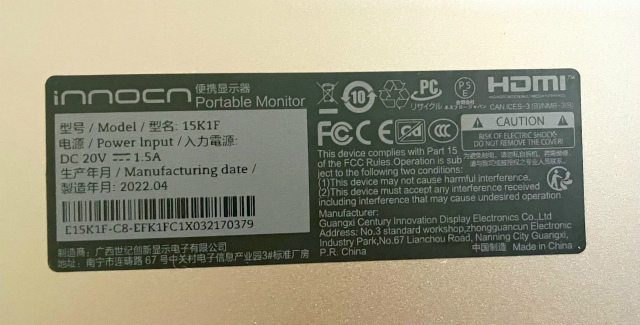 innocn 便携显示器
Portable Monitor
型号 / Model / 型名: 15K1F
电源 / Power Input / 入力電源:
DC 20V ⎓ 1.5A
生产年月 / Manufacturing date /
製造年月: 2022.04
E15K1F-C8-EFK1FC1X032170379
制造商: 广西世纪创新显示电子有限公司
地址: 南宁市连畴路 67 号中关村电子信息产业园3#标准厂房
10
PC
リサイクル
PS
E
HDMI
CAN ICES-3 (B)/NMB-3(B)
FC CE CCC
CAUTION
RISK OF ELECTRIC SHOCK-
DO NOT REMOVE THE COVER!
This device complies with Part 15
of the FCC Rules Operation is sub
ject to the following two conditions:
(1)This device may not cause harmful interference,
(2)This device must accept any interference received
including interference that may cause undesired operation
Manufacturer:
Guangxi Century Innovation Display Electronics Co.,Ltd
Address: No.3 standard workshop,zhongguancun Electronic
Industry Park,No.67 Lianchou Road, Nanning City Guangxi,
P.R. China
中国制造 Made in China